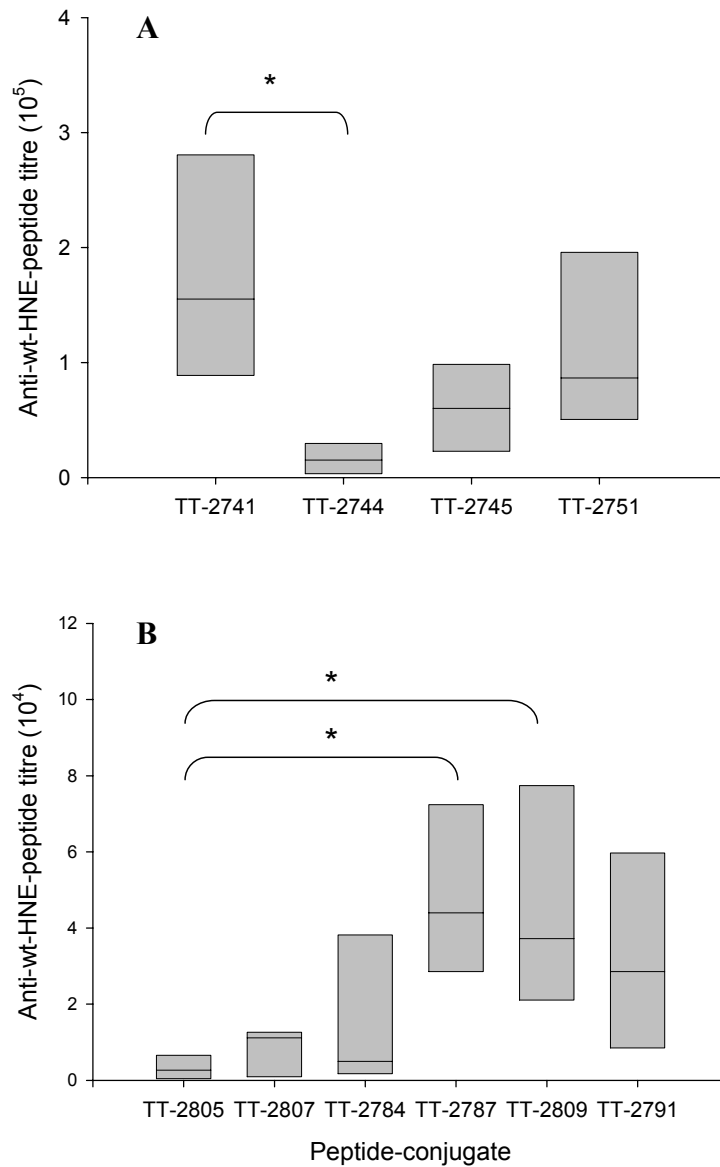 A
4
*
3
2
1
0
Anti-wt-HNE-peptide titre (10⁵)
TT-2741 TT-2744 TT-2745 TT-2751
B
12
10
*
*
8
6
4
2
0
Anti-wt-HNE-peptide titre (10⁴)
TT-2805 TT-2807 TT-2784 TT-2787 TT-2809 TT-2791
Peptide-conjugate